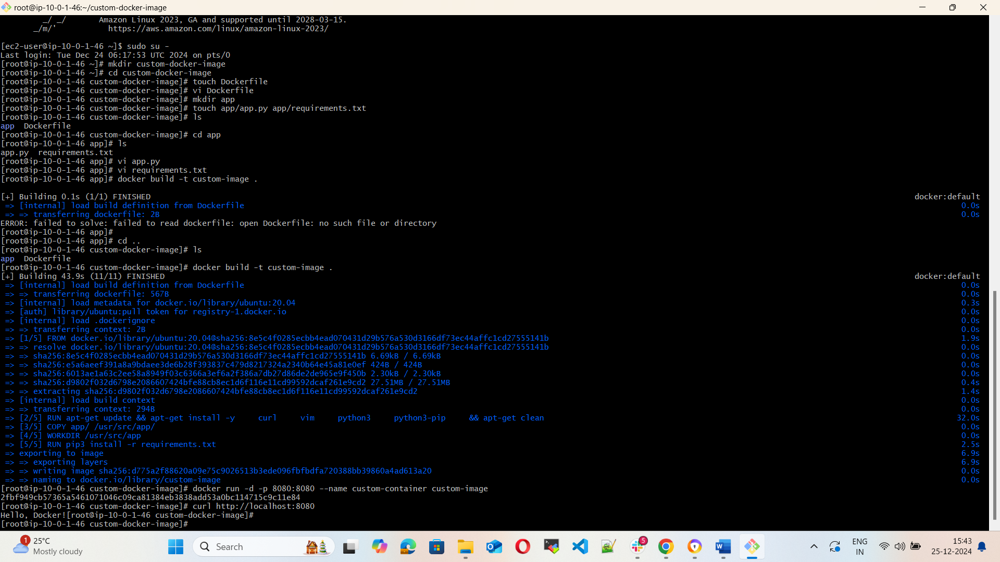 root@ip-10-0-1-46:~/custom-docker-image
_/ _/ Amazon Linux 2023, GA and supported until 2028-03-15.
_/m/' https://aws.amazon.com/linux/amazon-linux-2023/
[ec2-user@ip-10-0-1-46 ~]$ sudo su -
Last login: Tue Dec 24 06:17:53 UTC 2024 on pts/0
[root@ip-10-0-1-46 ~]# mkdir custom-docker-image
[root@ip-10-0-1-46 ~]# cd custom-docker-image
[root@ip-10-0-1-46 custom-docker-image]# touch Dockerfile
[root@ip-10-0-1-46 custom-docker-image]# vi Dockerfile
[root@ip-10-0-1-46 custom-docker-image]# mkdir app
[root@ip-10-0-1-46 custom-docker-image]# touch app/app.py app/requirements.txt
[root@ip-10-0-1-46 custom-docker-image]# ls
app  Dockerfile
[root@ip-10-0-1-46 custom-docker-image]# cd app
[root@ip-10-0-1-46 app]# ls
app.py  requirements.txt
[root@ip-10-0-1-46 app]# vi app.py
[root@ip-10-0-1-46 app]# vi requirements.txt
[root@ip-10-0-1-46 app]# docker build -t custom-image .
[+] Building 0.1s (1/1) FINISHED docker:default
=> [internal] load build definition from Dockerfile 0.0s
=> => transferring dockerfile: 2B 0.0s
ERROR: failed to solve: failed to read dockerfile: open Dockerfile: no such file or directory
[root@ip-10-0-1-46 app]#
[root@ip-10-0-1-46 app]# cd ..
[root@ip-10-0-1-46 custom-docker-image]# ls
app  Dockerfile
[root@ip-10-0-1-46 custom-docker-image]# docker build -t custom-image .
[+] Building 43.9s (11/11) FINISHED docker:default
=> [internal] load build definition from Dockerfile 0.0s
=> => transferring dockerfile: 567B 0.0s
=> [internal] load metadata for docker.io/library/ubuntu:20.04 0.3s
=> [auth] library/ubuntu:pull token for registry-1.docker.io 0.0s
=> [internal] load .dockerignore 0.0s
=> => transferring context: 2B 0.0s
=> [1/5] FROM docker.io/library/ubuntu:20.04@sha256:8e5c4f0285ecbb4ead070431d29b576a530d3166df73ec44affc1cd27555141b 1.9s
=> => resolve docker.io/library/ubuntu:20.04@sha256:8e5c4f0285ecbb4ead070431d29b576a530d3166df73ec44affc1cd27555141b 0.0s
=> => sha256:8e5c4f0285ecbb4ead070431d29b576a530d3166df73ec44affc1cd27555141b 6.69kB / 6.69kB 0.0s
=> => sha256:e5a6aeef391a8a9bdaee3de6b28f393837c479d8217324a2340b64e45a81e0ef 424B / 424B 0.0s
=> => sha256:6013ae1a63c2ee58a8949f03c6366a3ef6a2f386a7db27d86de2de965e9f450b 2.30kB / 2.30kB 0.0s
=> => sha256:d9802f032d6798e2086607424bfe88cb8ec1d6f116e11cd99592dcaf261e9cd2 27.51MB / 27.51MB 0.4s
=> => extracting sha256:d9802f032d6798e2086607424bfe88cb8ec1d6f116e11cd99592dcaf261e9cd2 1.4s
=> [internal] load build context 0.0s
=> => transferring context: 294B 0.0s
=> [2/5] RUN apt-get update && apt-get install -y     curl     vim     python3     python3-pip     && apt-get clean 32.0s
=> [3/5] COPY app/ /usr/src/app/ 0.0s
=> [4/5] WORKDIR /usr/src/app 0.0s
=> [5/5] RUN pip3 install -r requirements.txt 2.5s
=> exporting to image 6.9s
=> => exporting layers 6.9s
=> => writing image sha256:d775a2f88620a09e75c9026513b3ede096fbfbdfa720388bb39860a4ad613a20 0.0s
=> => naming to docker.io/library/custom-image 0.0s
[root@ip-10-0-1-46 custom-docker-image]# docker run -d -p 8080:8080 --name custom-container custom-image
2fbf949cb57365a5461071046c09ca81384eb3838add53a0bc114715c9c11e84
[root@ip-10-0-1-46 custom-docker-image]# curl http://localhost:8080
Hello, Docker![root@ip-10-0-1-46 custom-docker-image]#
[root@ip-10-0-1-46 custom-docker-image]#
1
25°C
Mostly cloudy
Search
5
ENG
IN
15:43
25-12-2024